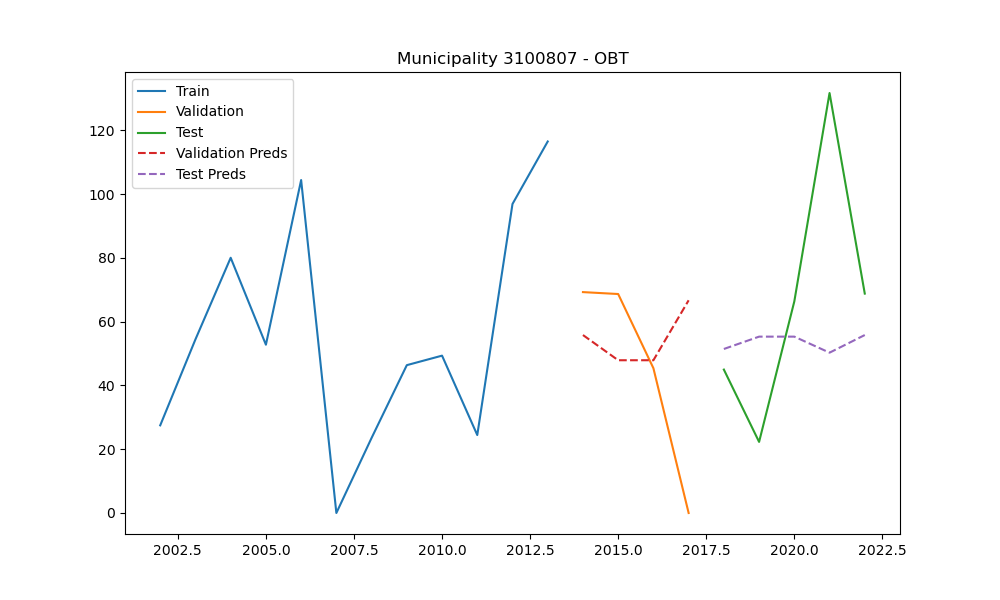 Municipality 3100807 - OBT
Train
Validation
Test
Validation Preds
Test Preds
120
100
80
60
40
20
0
2002.5 2005.0 2007.5 2010.0 2012.5 2015.0 2017.5 2020.0 2022.5